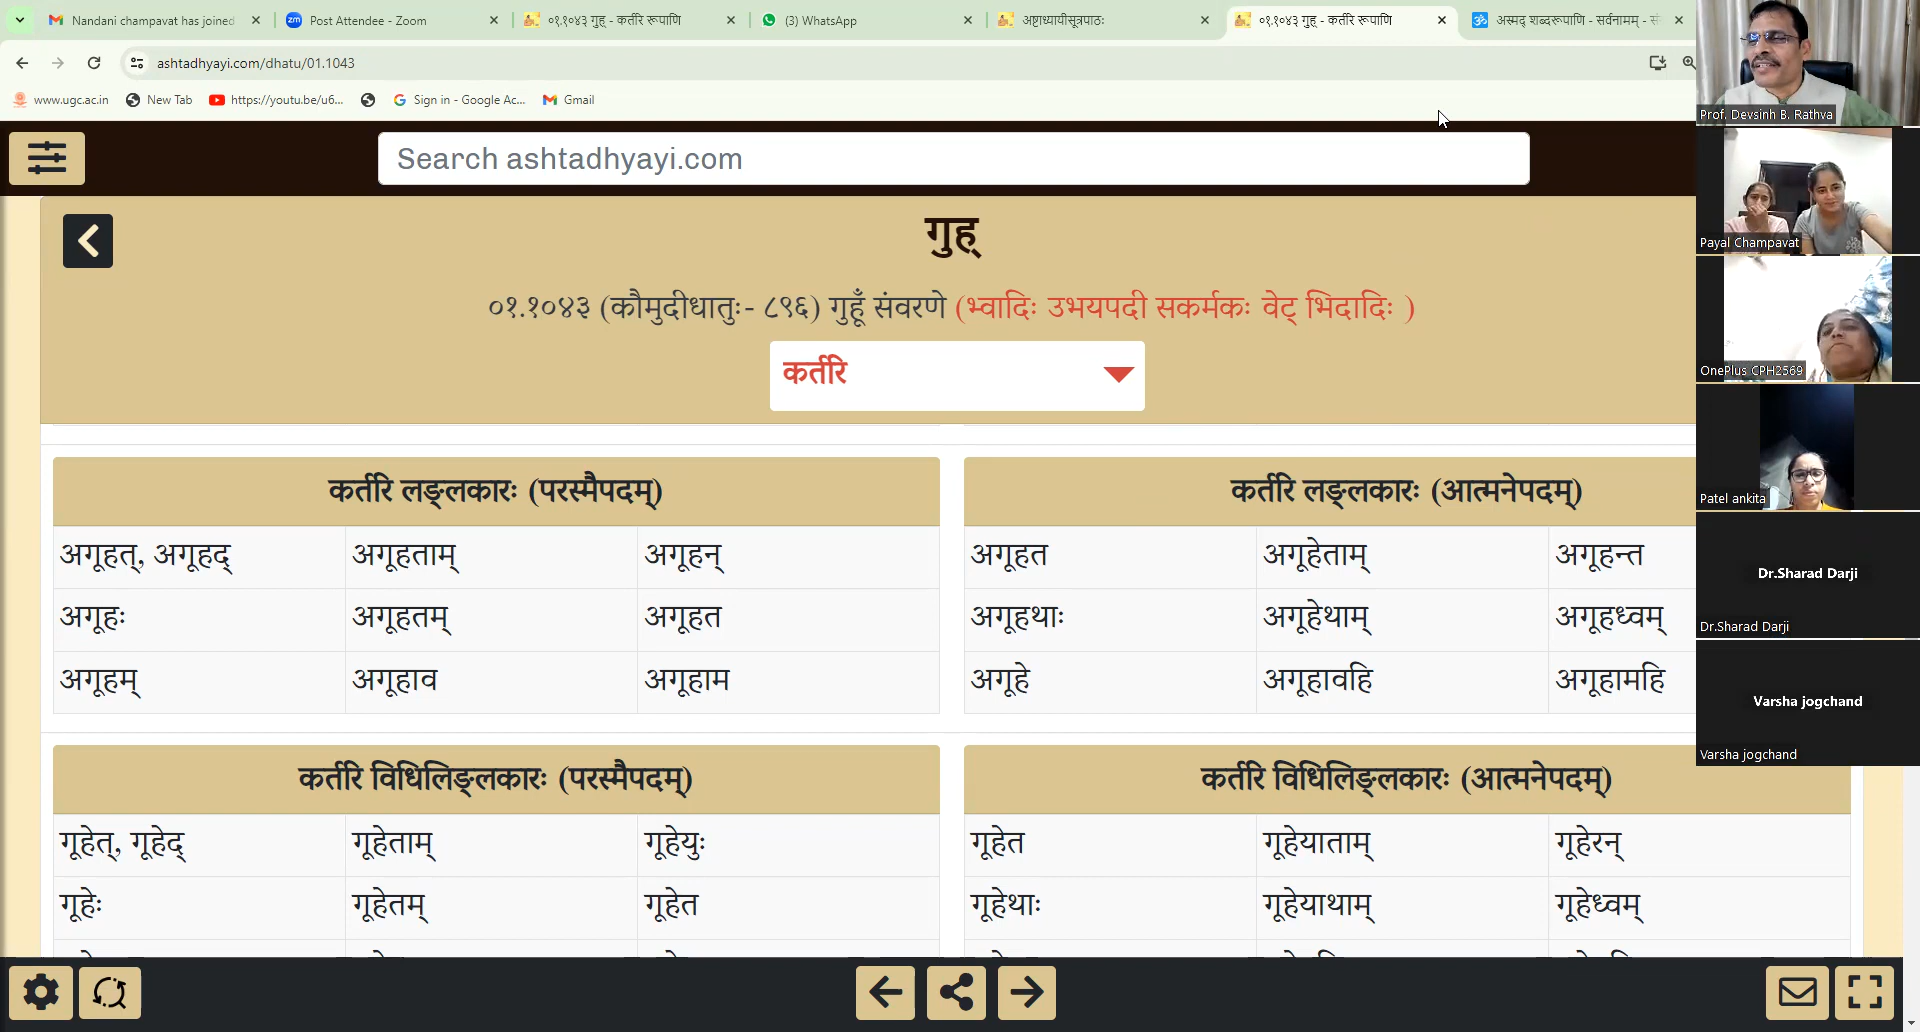 Nandani champavat has joined
Post Attendee - Zoom
०१.१०४३ गुह् - कर्तरि रूपाणि
(3) WhatsApp
अष्टाध्यायीसूत्रपाठः
०१.१०४३ गुह् - कर्तरि रूपाणि
अस्मद् शब्दरूपाणि - सर्वनामम् - सं
ashtadhyayi.com/dhatu/01.1043
www.ugc.ac.in
New Tab
https://youtu.be/u6...
Sign in - Google Ac...
Gmail
Search ashtadhyayi.com
गुह्
०१.१०४३ (कौमुदीधातुः- ८९६) गुहूँ संवरणे (भ्वादिः उभयपदी सकर्मकः वेट् भिदादिः )
कर्तरि
कर्तरि लङ्लकारः (परस्मैपदम्)
अगूहत्, अगूहद् अगूहताम् अगूहन्
अगूहः अगूहतम् अगूहत
अगूहम् अगूहाव अगूहाम
कर्तरि लङ्लकारः (आत्मनेपदम्)
अगूहत अगूहेताम् अगूहन्त
अगूहथाः अगूहेथाम् अगूहध्वम्
अगूहे अगूहावहि अगूहामहि
कर्तरि विधिलिङ्लकारः (परस्मैपदम्)
गूहेत्, गूहेद् गूहेताम् गूहेयुः
गूहेः गूहेतम् गूहेत
कर्तरि विधिलिङ्लकारः (आत्मनेपदम्)
गूहेत गूहेयाताम् गूहेरन्
गूहेथाः गूहेयाथाम् गूहेध्वम्
Prof. Devsinh B. Rathva
Payal Champavat
OnePlus CPH2569
Patel ankita
Dr.Sharad Darji
Dr.Sharad Darji
Varsha jogchand
Varsha jogchand